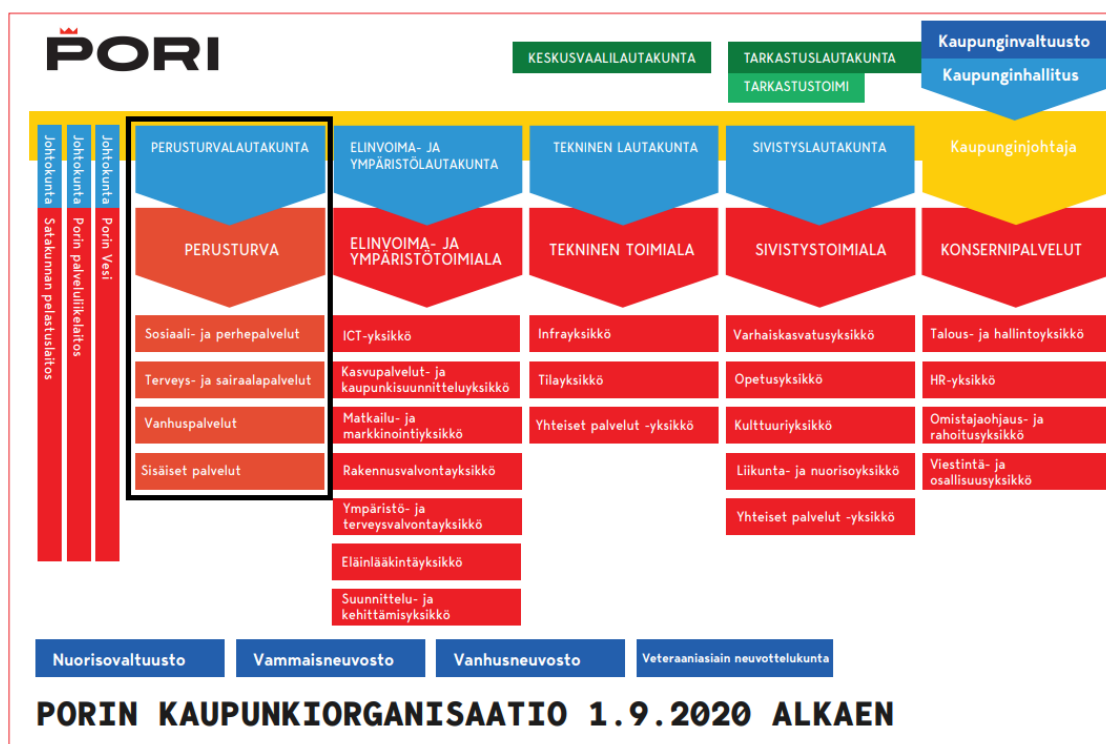 PORI
KESKUSVAALILAUTAKUNTA
TARKASTUSLAUTAKUNTA
TARKASTUSTOIMI
Kaupunginvaltuusto
Kaupunginhallitus
Johtokunta
Satakunnan pelastuslaitos
Johtokunta
Porin palveluliikelaitos
Johtokunta
Porin Vesi
PERUSTURVALAUTAKUNTA
PERUSTURVA
Sosiaali- ja perhepalvelut
Terveys- ja sairaalapalvelut
Vanhuspalvelut
Sisäiset palvelut
ELINVOIMA- JA
YMPÄRISTÖLAUTAKUNTA
ELINVOIMA- JA
YMPÄRISTÖTOIMIALA
ICT-yksikkö
Kasvupalvelut- ja
kaupunkisuunnitteluyksikkö
Matkailu- ja
markkinointiyksikkö
Rakennusvalvontayksikkö
Ympäristö- ja
terveysvalvontayksikkö
Eläinlääkintäyksikkö
Suunnittelu- ja
kehittämisyksikkö
TEKNINEN LAUTAKUNTA
TEKNINEN TOIMIALA
Infrayksikkö
Tilayksikkö
Yhteiset palvelut -yksikkö
SIVISTYSLAUTAKUNTA
SIVISTYSTOIMIALA
Varhaiskasvatusyksikkö
Opetusyksikkö
Kulttuuriyksikkö
Liikunta- ja nuorisoyksikkö
Yhteiset palvelut -yksikkö
Kaupunginjohtaja
KONSERNIPALVELUT
Talous- ja hallintoyksikkö
HR-yksikkö
Omistajaohjaus- ja
rahoitusyksikkö
Viestintä- ja
osallisuusyksikkö
Nuorisovaltuusto
Vammaisneuvosto
Vanhusneuvosto
Veteraaniasiain neuvottelukunta
PORIN KAUPUNKIORGANISAATIO 1.9.2020 ALKAEN